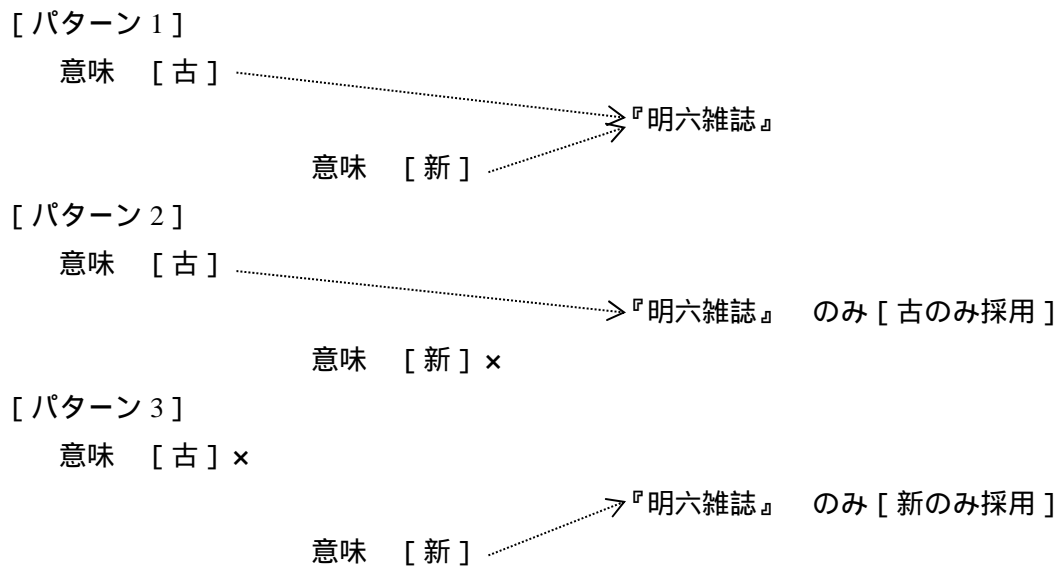 [パターン1]
意味 [古]
『明六雑誌』
意味 [新]
[パターン2]
意味 [古]
『明六雑誌』 のみ[古のみ採用]
意味 [新]×
[パターン3]
意味 [古]×
『明六雑誌』 のみ[新のみ採用]
意味 [新]